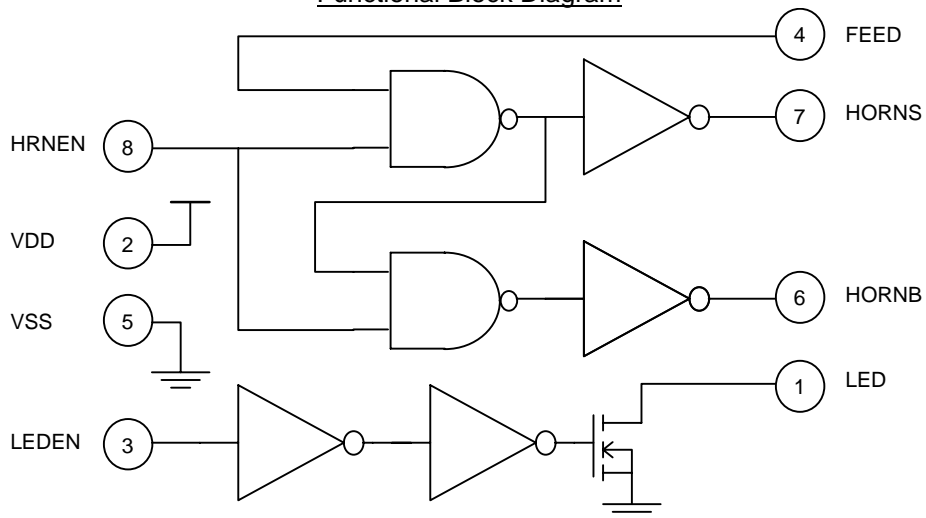 Functional Block Diagram
4 FEED
7 HORNS
HRNEN 8
VDD 2
6 HORNB
VSS 5
1 LED
LEDEN 3